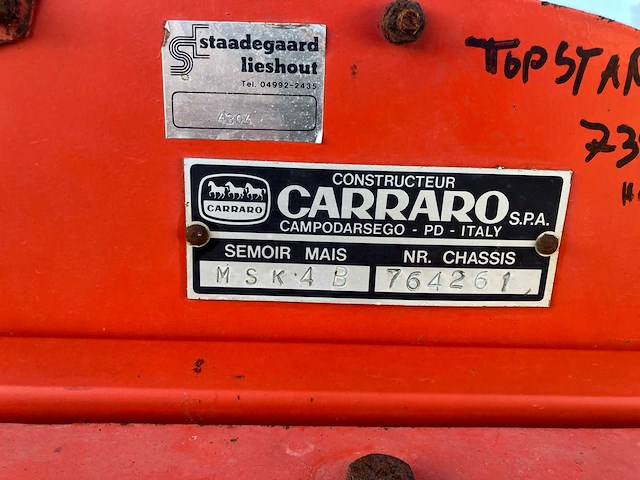 staadegaard
lieshout
Tel. 04992-2435
4304
TOPSTAR
73
CONSTRUCTEUR
CARRARO
CARRARO S.P.A.
CAMPODARSEGO - PD - ITALY
SEMOIR MAIS NR. CHASSIS
MSK4B 764261